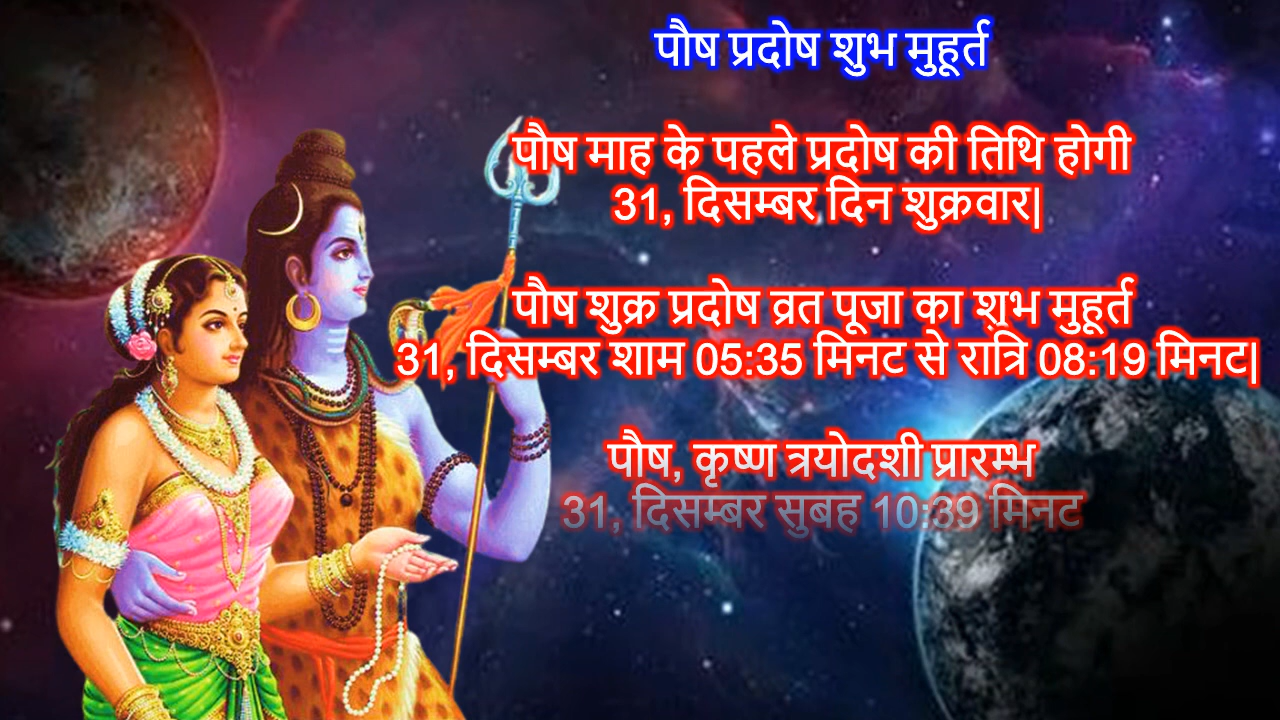 पौष प्रदोष शुभ मुहूर्त
पौष माह के पहले प्रदोष की तिथि होगी
31, दिसम्बर दिन शुक्रवार|
पौष शुक्र प्रदोष व्रत पूजा का शुभ मुहूर्त
31, दिसम्बर शाम 05:35 मिनट से रात्रि 08:19 मिनट|
पौष, कृष्ण त्रयोदशी प्रारम्भ
31, दिसम्बर सुबह 10:39 मिनट